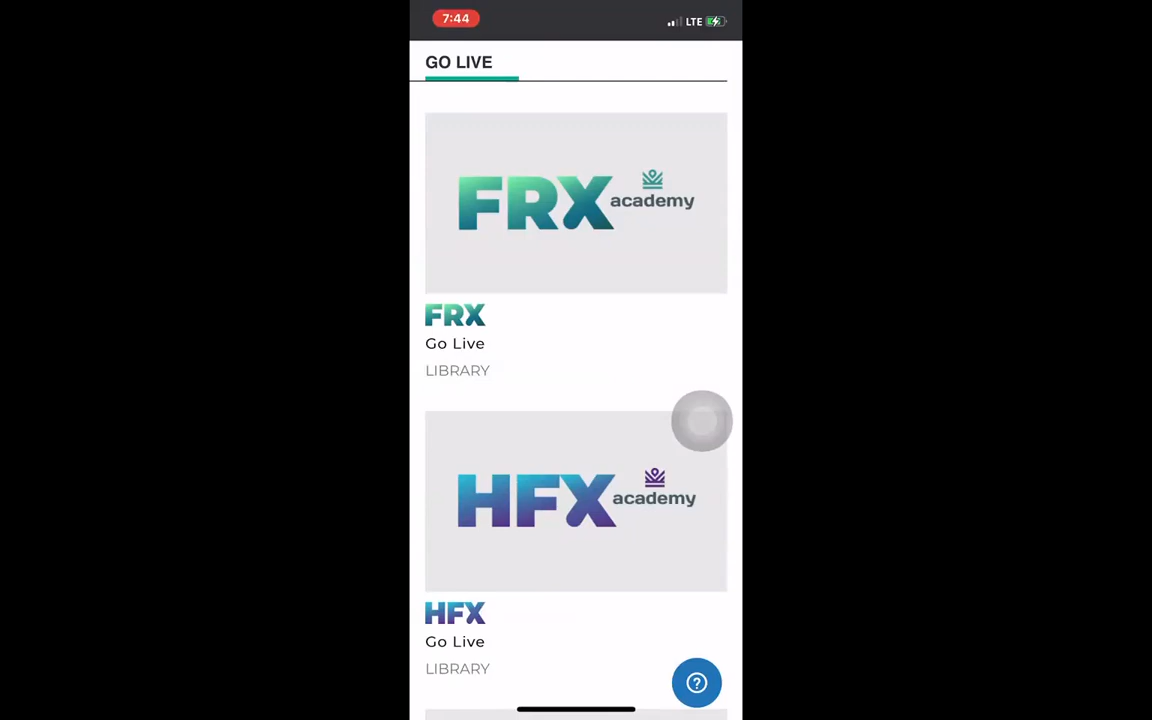 7:44
LTE
GO LIVE
FRX academy
FRX
Go Live
LIBRARY
HFX academy
HFX
Go Live
LIBRARY
?